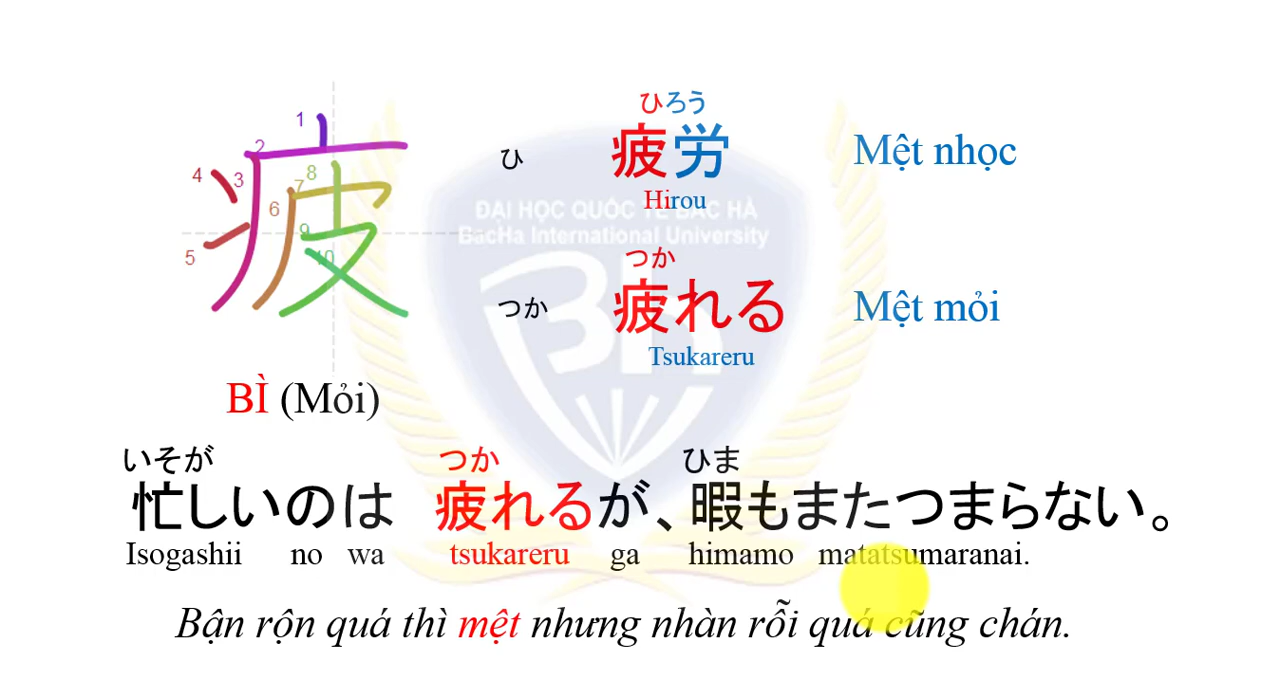 1
2
3
4
5
6
7
8
9
10
BÌ (Mỏi)
ひ
ひろう
疲労
Hirou
Mệt nhọc
ĐẠI HỌC QUỐC TẾ BẮC HÀ
BacHa International University
つか
つか
疲れる
Tsukareru
Mệt mỏi
いそが つか ひま
忙しいのは 疲れるが、暇もまたつまらない。
Isogashii no wa tsukareru ga himamo matatsumaranai.
Bận rộn quá thì mệt nhưng nhàn rỗi quá cũng chán.
疲